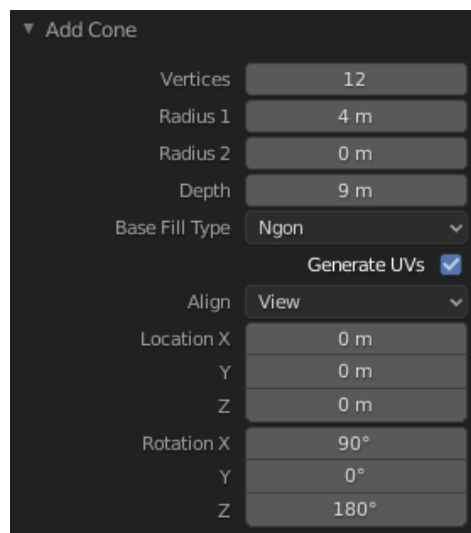 Add Cone
Vertices 12
Radius 1 4 m
Radius 2 0 m
Depth 9 m
Base Fill Type Ngon
Generate UVs
Align View
Location X 0 m
Y 0 m
Z 0 m
Rotation X 90°
Y 0°
Z 180°